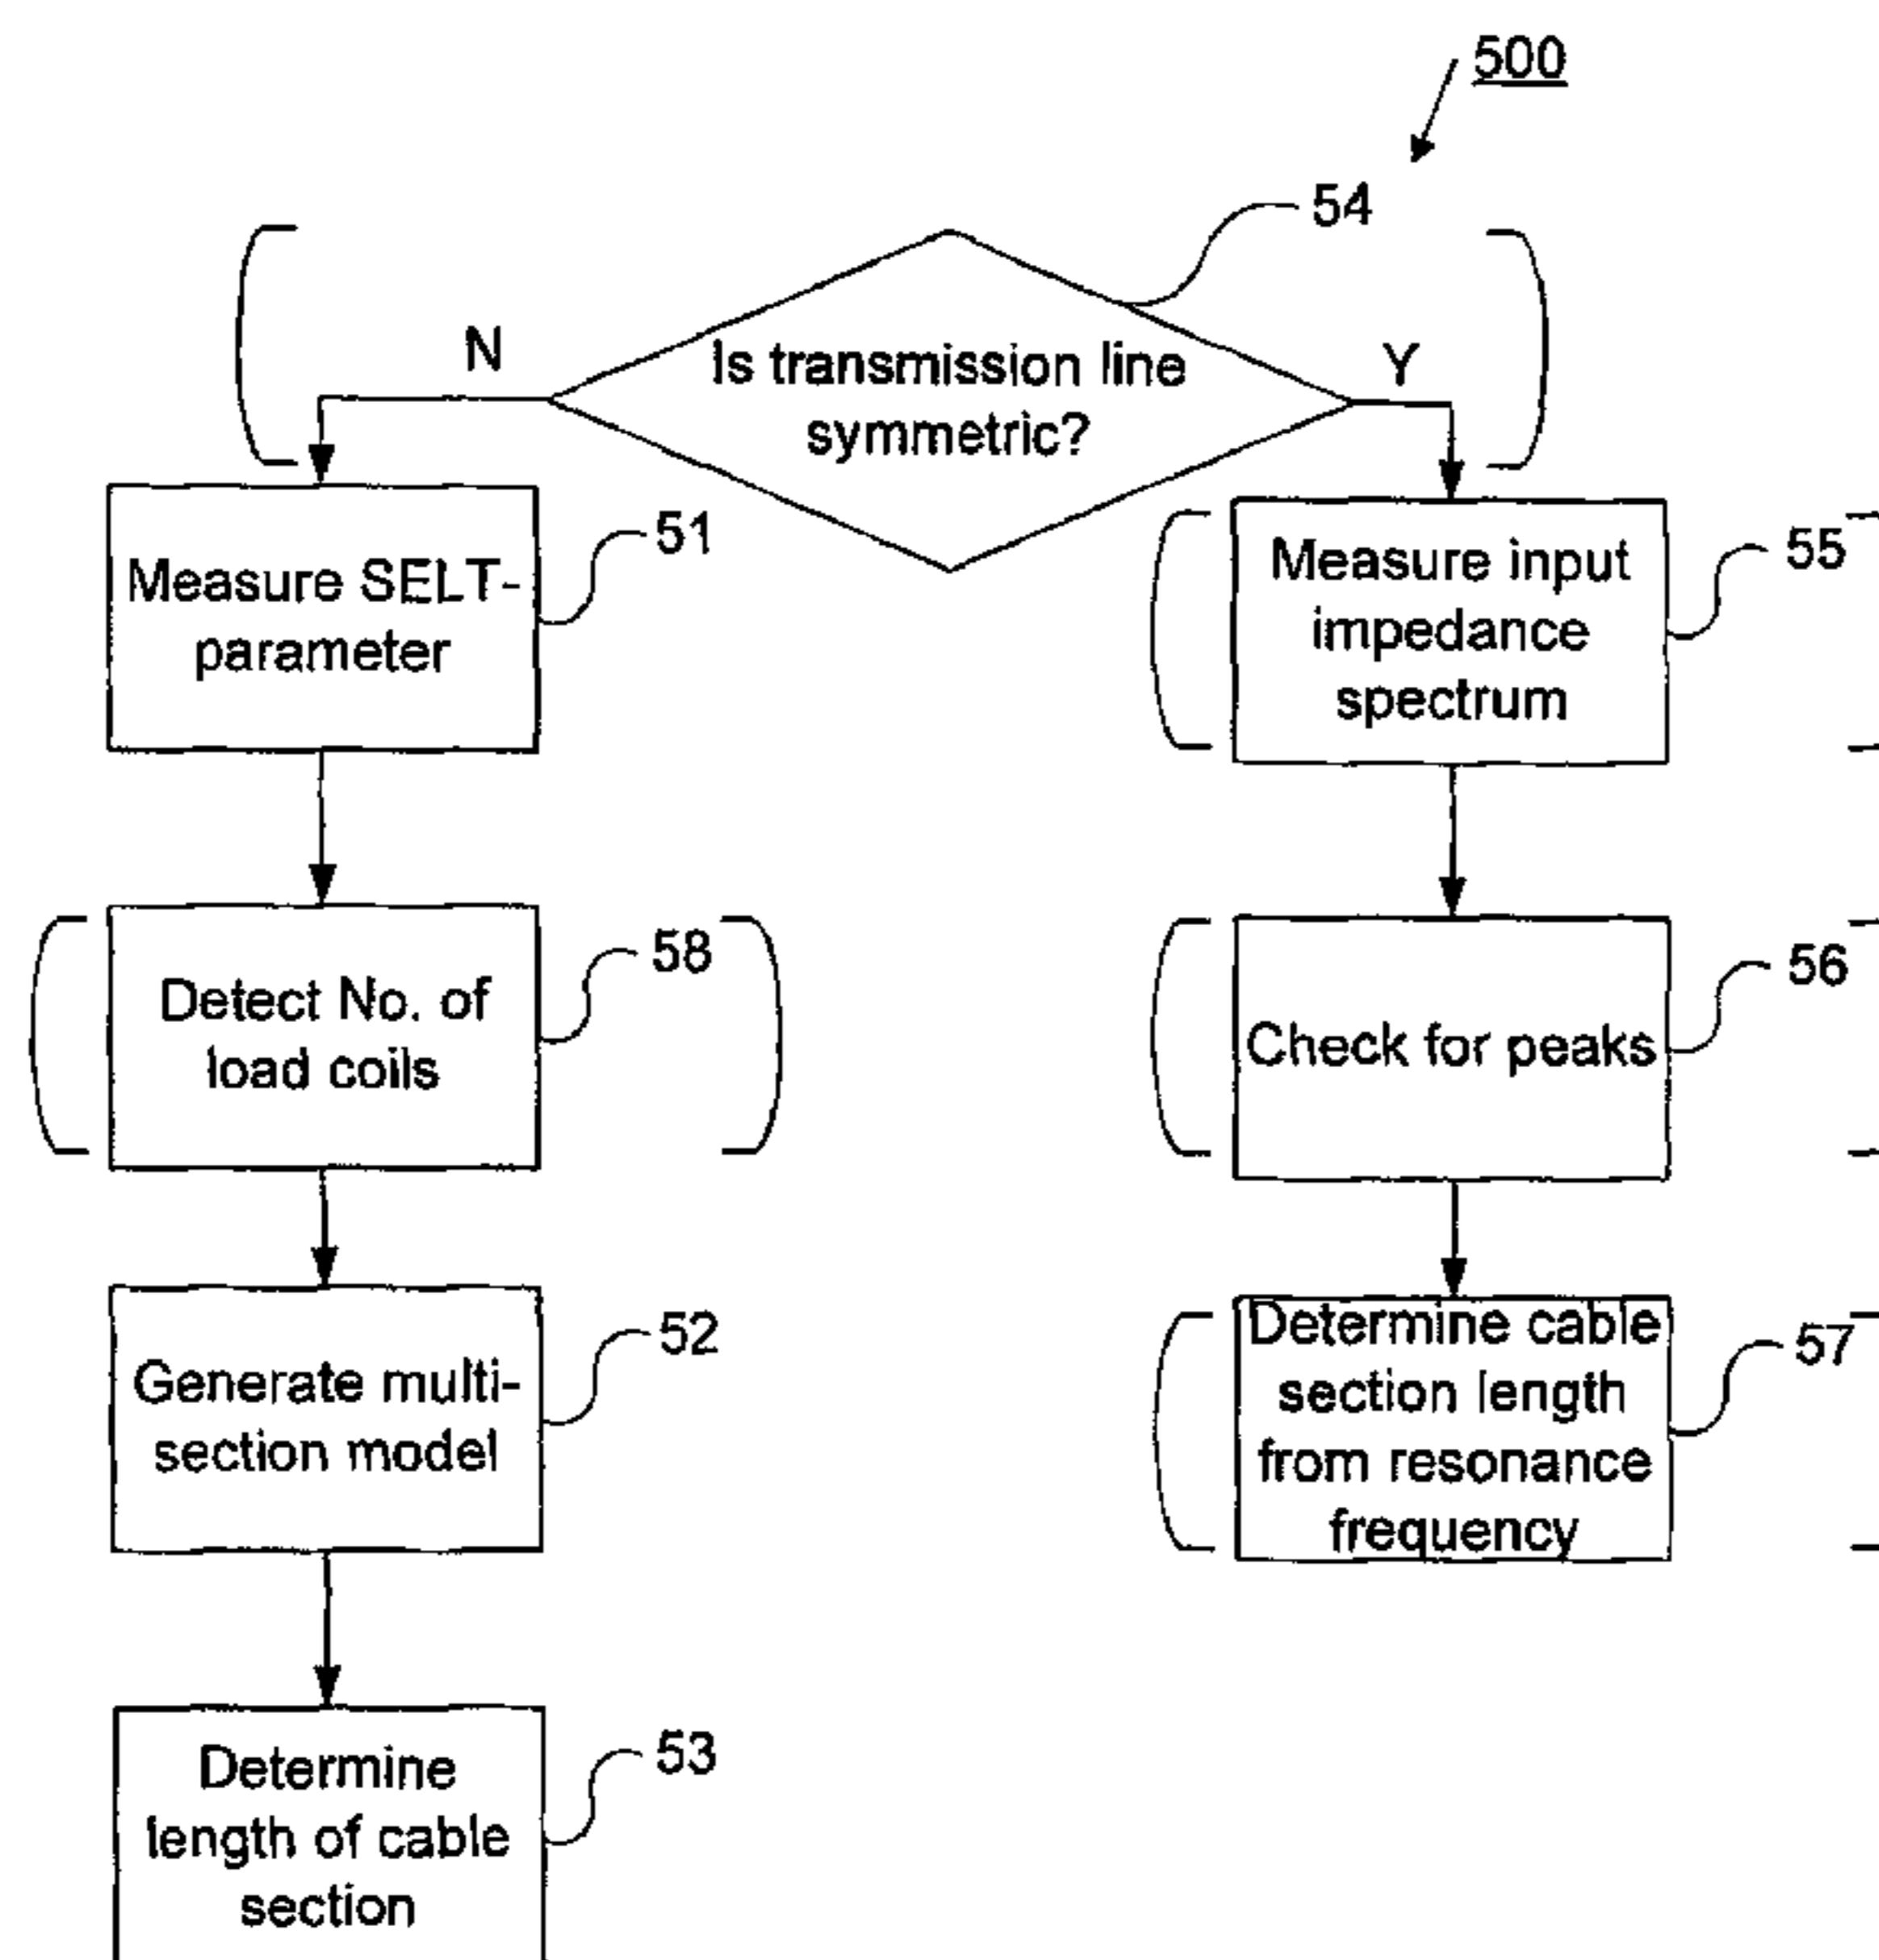 500
54
N
Is transmission line
symmetric?
Y
Measure SELT-
parameter
51
Measure input
impedance
spectrum
55
Detect No. of
load coils
58
Check for peaks
56
Generate multi-
section model
52
Determine cable
section length
from resonance
frequency
57
Determine
length of cable
section
53